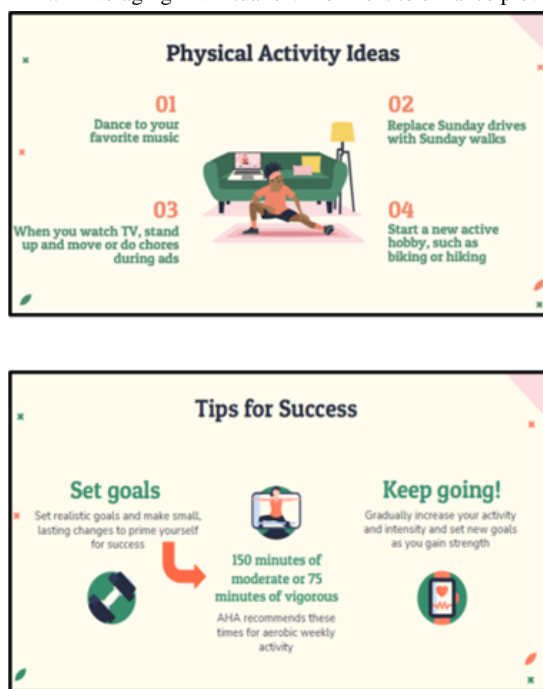 Physical Activity Ideas
01
Dance to your
favorite music
02
Replace Sunday drives
with Sunday walks
03
When you watch TV, stand
up and move or do chores
during ads
04
Start a new active
hobby, such as
biking or hiking
Tips for Success
Set goals
Set realistic goals and make small,
lasting changes to prime yourself
for success
150 minutes of
moderate or 75
minutes of vigorous
AHA recommends these
times for aerobic weekly
activity
Keep going!
Gradually increase your activity
and intensity and set new goals
as you gain strength